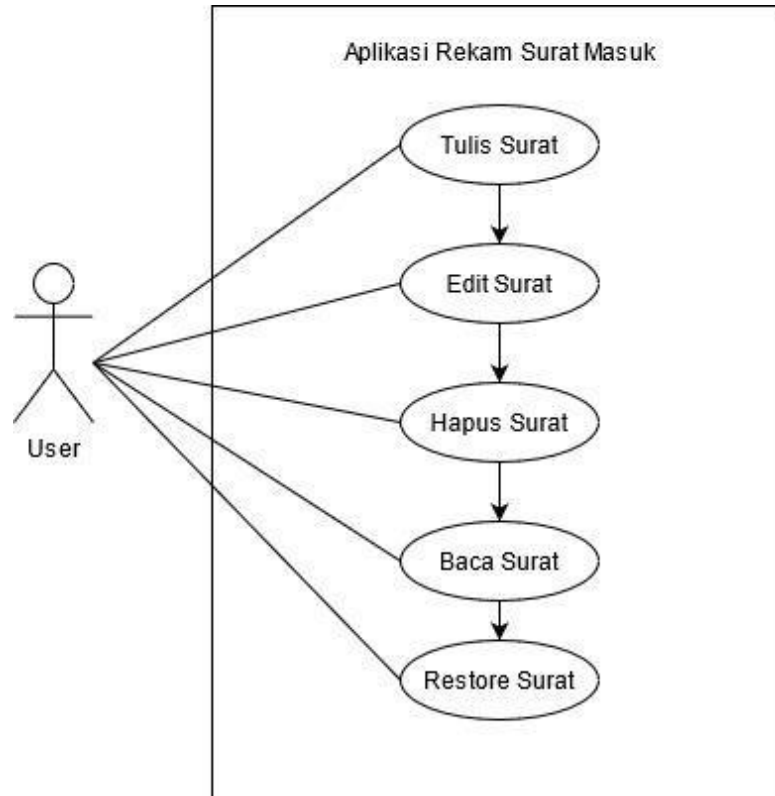 Aplikasi Rekam Surat Masuk
Tulis Surat
Edit Surat
Hapus Surat
User
Baca Surat
Restore Surat